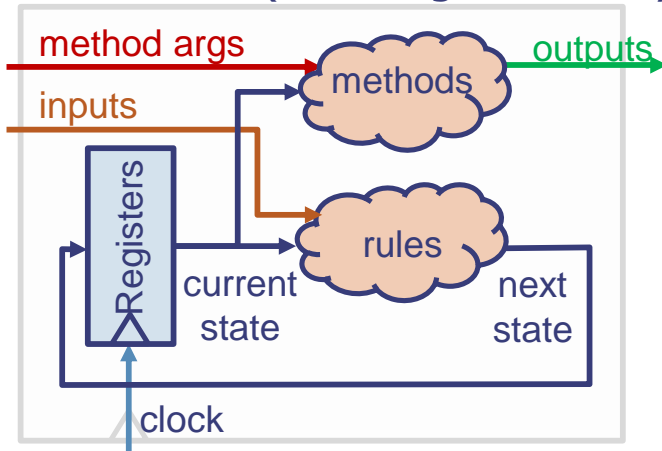 method args
methods
outputs
inputs
Registers
rules
current
state
next
state
clock